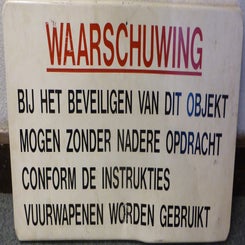 WAARSCHUWING
BIJ HET BEVEILIGEN VAN DIT OBJEKT
MOGEN ZONDER NADERE OPDRACHT
CONFORM DE INSTRUKTIES
VUURWAPENEN WORDEN GEBRUIKT